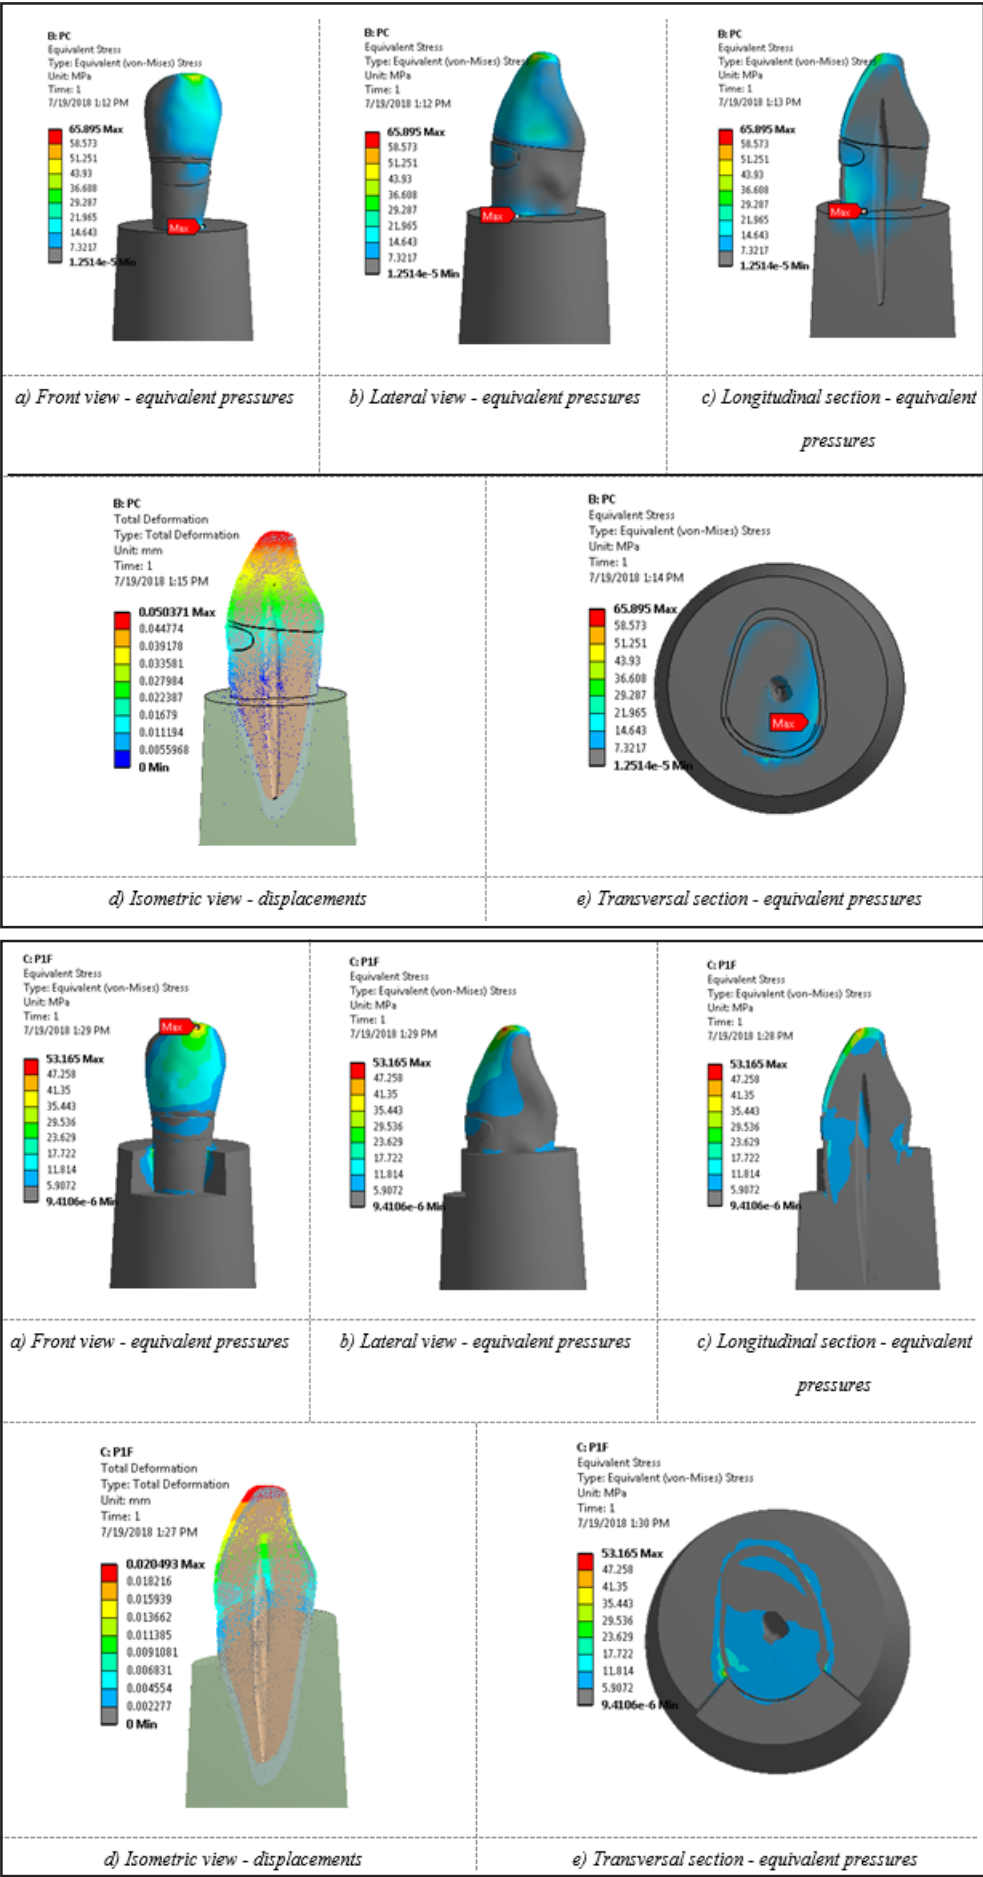 B: PC
Equivalent Stress
Type: Equivalent (von-Mises) Stress
Unit: MPa
Time: 1
7/19/2018 1:12 PM
65.895 Max
58.573
51.251
43.93
36.608
29.287
21.965
14.643
7.3217
1.2514e-5 Min
Max
B: PC
Equivalent Stress
Type: Equivalent (von-Mises) Stress
Unit: MPa
Time: 1
7/19/2018 1:12 PM
65.895 Max
58.573
51.251
43.93
36.608
29.287
21.965
14.643
7.3217
1.2514e-5 Min
Max
B: PC
Equivalent Stress
Type: Equivalent (von-Mises) Stress
Unit: MPa
Time: 1
7/19/2018 1:13 PM
65.895 Max
58.573
51.251
43.93
36.608
29.287
21.965
14.643
7.3217
1.2514e-5 Min
Max
a) Front view - equivalent pressures
b) Lateral view - equivalent pressures
c) Longitudinal section - equivalent
pressures
B: PC
Total Deformation
Type: Total Deformation
Unit: mm
Time: 1
7/19/2018 1:15 PM
0.050371 Max
0.044774
0.039178
0.033581
0.027984
0.022387
0.01679
0.011194
0.0055968
0 Min
B: PC
Equivalent Stress
Type: Equivalent (von-Mises) Stress
Unit: MPa
Time: 1
7/19/2018 1:14 PM
65.895 Max
58.573
51.251
43.93
36.608
29.287
21.965
14.643
7.3217
1.2514e-5 Min
Max
d) Isometric view - displacements
e) Transversal section - equivalent pressures
C: P1F
Equivalent Stress
Type: Equivalent (von-Mises) Stress
Unit: MPa
Time: 1
7/19/2018 1:29 PM
53.165 Max
47.258
41.35
35.443
29.536
23.629
17.722
11.814
5.9072
9.4106e-6 Min
Max
C: P1F
Equivalent Stress
Type: Equivalent (von-Mises) Stress
Unit: MPa
Time: 1
7/19/2018 1:29 PM
53.165 Max
47.258
41.35
35.443
29.536
23.629
17.722
11.814
5.9072
9.4106e-6 Min
C: P1F
Equivalent Stress
Type: Equivalent (von-Mises) Stress
Unit: MPa
Time: 1
7/19/2018 1:28 PM
53.165 Max
47.258
41.35
35.443
29.536
23.629
17.722
11.814
5.9072
9.4106e-6 Min
a) Front view - equivalent pressures
b) Lateral view - equivalent pressures
c) Longitudinal section - equivalent
pressures
C: P1F
Total Deformation
Type: Total Deformation
Unit: mm
Time: 1
7/19/2018 1:27 PM
0.020493 Max
0.018216
0.015939
0.013662
0.011385
0.0091081
0.006831
0.004554
0.002277
0 Min
C: P1F
Equivalent Stress
Type: Equivalent (von-Mises) Stress
Unit: MPa
Time: 1
7/19/2018 1:30 PM
53.165 Max
47.258
41.35
35.443
29.536
23.629
17.722
11.814
5.9072
9.4106e-6 Min
d) Isometric view - displacements
e) Transversal section - equivalent pressures